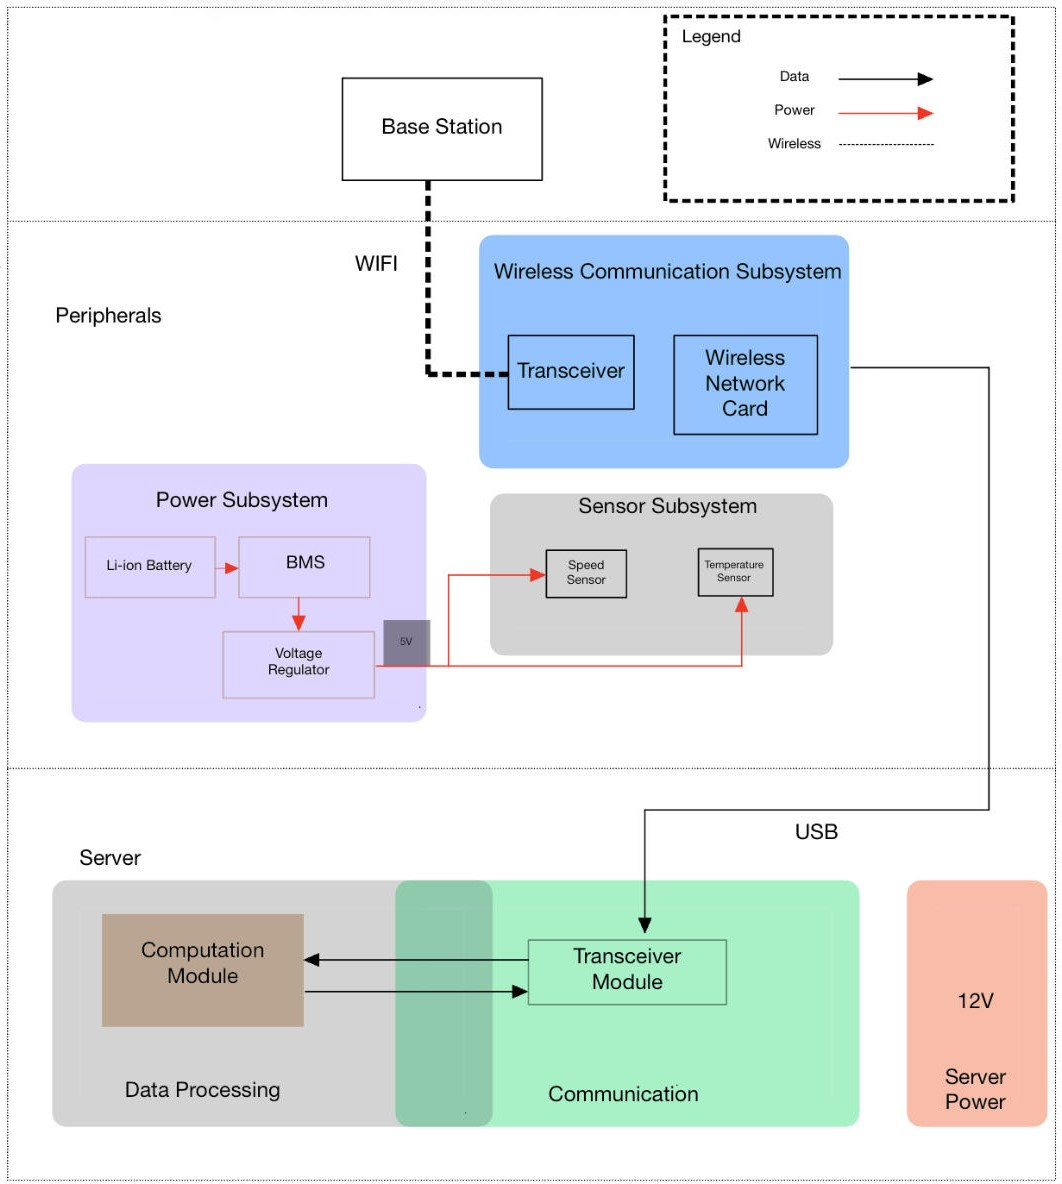 Legend
Data
Power
Wireless
Base Station
WIFI
Wireless Communication Subsystem
Peripherals
Transceiver
Wireless
Network
Card
Power Subsystem
Li-ion Battery
BMS
Voltage
Regulator
5V
Sensor Subsystem
Speed
Sensor
Temperature
Sensor
USB
Server
Computation
Module
Transceiver
Module
Data Processing
Communication
12V
Server
Power